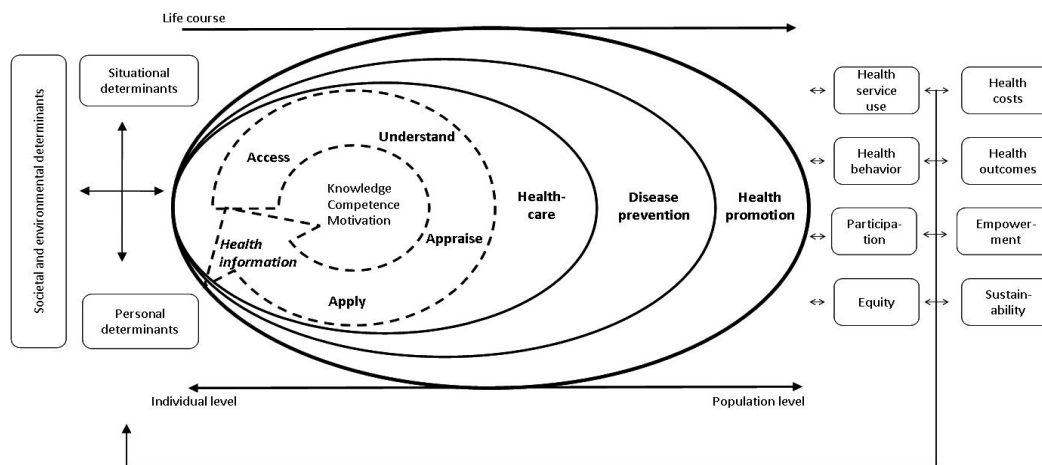 Life course
Societal and environmental determinants
Situational
determinants
Personal
determinants
Access
Understand
Knowledge
Competence
Motivation
Health
information
Appraise
Apply
Health-
care
Disease
prevention
Health
promotion
Individual level
Population level
Health
service
use
Health
costs
Health
behavior
Health
outcomes
Participa-
tion
Empower-
ment
Equity
Sustain-
ability